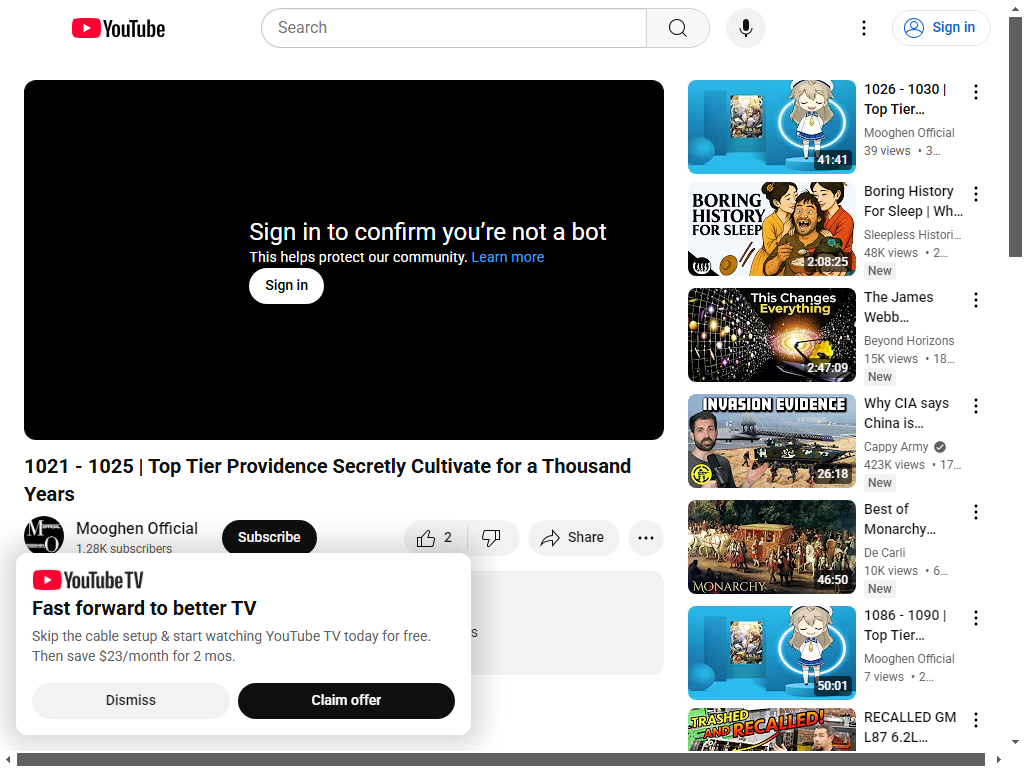 YouTube
Search
Sign in
Sign in to confirm you’re not a bot
This helps protect our community. Learn more
Sign in
1021 - 1025 | Top Tier Providence Secretly Cultivate for a Thousand
Years
Mooghen Official
1.28K subscribers
Subscribe
2
Share
YouTube TV
Fast forward to better TV
Skip the cable setup & start watching YouTube TV today for free.
Then save $23/month for 2 mos.
Dismiss
Claim offer
s
41:41
1026 - 1030 |
Top Tier…
Mooghen Official
39 views • 3…
BORING
HISTORY
FOR SLEEP
2:08:25
Boring History
For Sleep | Wh…
Sleepless Histori…
48K views • 2…
New
This Changes
Everything
2:47:09
The James
Webb…
Beyond Horizons
15K views • 18…
New
INVASION EVIDENCE
26:18
Why CIA says
China is…
Cappy Army
423K views • 17…
New
MONARCHY
46:50
Best of
Monarchy…
De Carli
10K views • 6…
New
50:01
1086 - 1090 |
Top Tier…
Mooghen Official
7 views • 2…
TRASHED
AND RECALLED!
RECALLED GM
L87 6.2L…